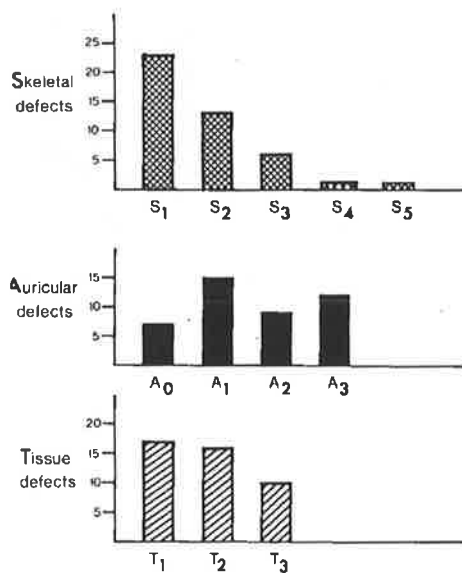 25
20
Skeletal
defects
15
10
5
S1 S2 S3 S4 S5
Auricular
defects
15
10
5
A0 A1 A2 A3
20
Tissue
defects
15
10
5
T1 T2 T3